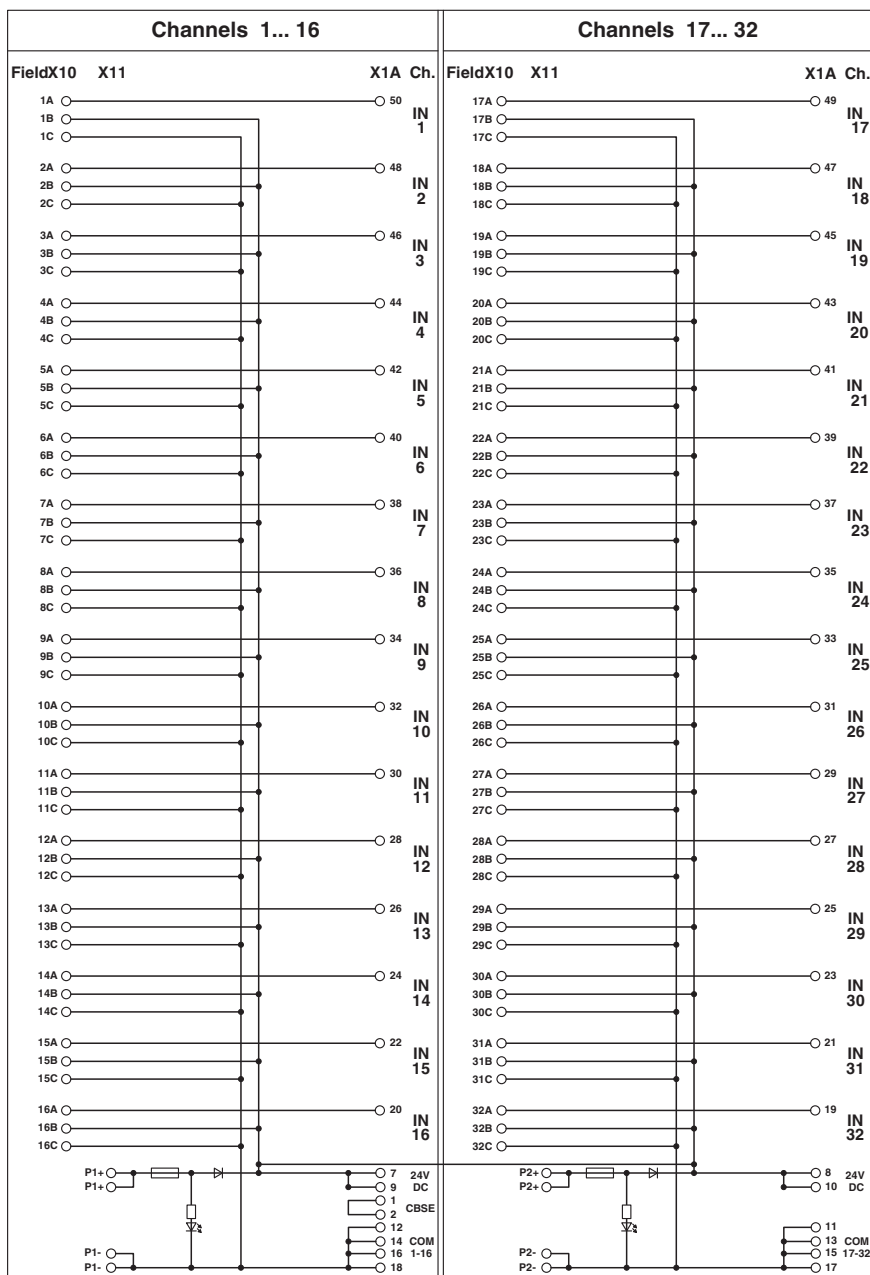 Channels 1... 16
FieldX10 X11 X1A Ch.
1A 50
1B IN
1C 1
2A 48
2B IN
2C 2
3A 46
3B IN
3C 3
4A 44
4B IN
4C 4
5A 42
5B IN
5C 5
6A 40
6B IN
6C 6
7A 38
7B IN
7C 7
8A 36
8B IN
8C 8
9A 34
9B IN
9C 9
10A 32
10B IN
10C 10
11A 30
11B IN
11C 11
12A 28
12B IN
12C 12
13A 26
13B IN
13C 13
14A 24
14B IN
14C 14
15A 22
15B IN
15C 15
16A 20
16B IN
16C 16
P1+ 7 24V
P1+ 9 DC
1
2 CBSE
12
14 COM
P1- 16 1-16
P1- 18
Channels 17... 32
FieldX10 X11 X1A Ch.
17A 49
17B IN
17C 17
18A 47
18B IN
18C 18
19A 45
19B IN
19C 19
20A 43
20B IN
20C 20
21A 41
21B IN
21C 21
22A 39
22B IN
22C 22
23A 37
23B IN
23C 23
24A 35
24B IN
24C 24
25A 33
25B IN
25C 25
26A 31
26B IN
26C 26
27A 29
27B IN
27C 27
28A 27
28B IN
28C 28
29A 25
29B IN
29C 29
30A 23
30B IN
30C 30
31A 21
31B IN
31C 31
32A 19
32B IN
32C 32
P2+ 8 24V
P2+ 10 DC
11
13 COM
P2- 15 17-32
P2- 17